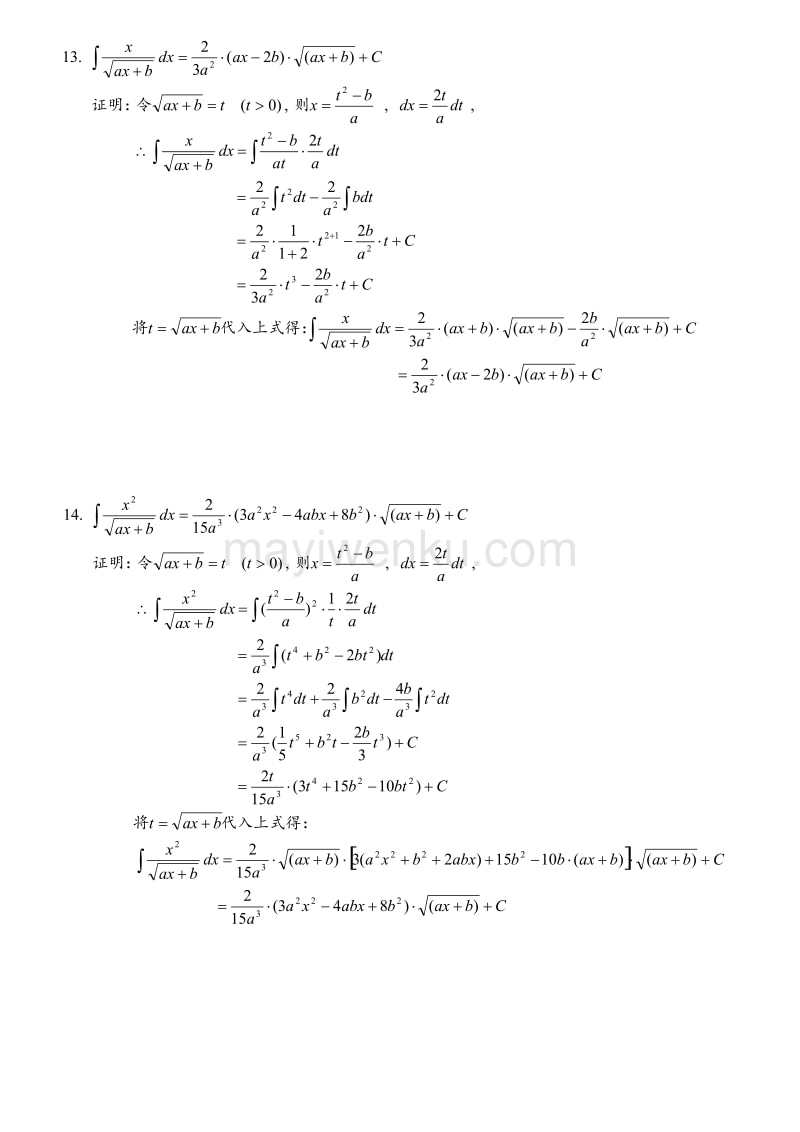 13. ∫ x/√(ax+b) dx = 2/(3a²)·(ax−2b)·√(ax+b) + C
证明：令√(ax+b) = t (t > 0)，则x = (t²−b)/a ， dx = 2t/a dt ，
∴ ∫ x/√(ax+b) dx = ∫ (t²−b)/(at) · 2t/a dt
= 2/a² ∫ t² dt − 2/a² ∫ bdt
= 2/a² · 1/(1+2) · t²⁺¹ − 2b/a² · t + C
= 2/(3a²) · t³ − 2b/a² · t + C
将t = √(ax+b)代入上式得：∫ x/√(ax+b) dx = 2/(3a²)·(ax+b)·√(ax+b) − 2b/a² · √(ax+b) + C
= 2/(3a²)·(ax−2b)·√(ax+b) + C
14. ∫ x²/√(ax+b) dx = 2/(15a³)·(3a²x²−4abx+8b²)·√(ax+b) + C
mayiwenku.com
证明：令√(ax+b) = t (t > 0)，则x = (t²−b)/a ， dx = 2t/a dt ，
∴ ∫ x²/√(ax+b) dx = ∫ ((t²−b)/a)² · 1/t · 2t/a dt
= 2/a³ ∫ (t⁴+b²−2bt²)dt
= 2/a³ ∫ t⁴dt + 2/a³ ∫ b²dt − 4b/a³ ∫ t²dt
= 2/a³ (1/5 t⁵ + b²t − 2b/3 t³) + C
= 2t/(15a³)·(3t⁴+15b²−10bt²) + C
将t = √(ax+b)代入上式得：
∫ x²/√(ax+b) dx = 2/(15a³)·√(ax+b)·[3(a²x²+b²+2abx)+15b²−10b·(ax+b)]·√(ax+b) + C
= 2/(15a³)·(3a²x²−4abx+8b²)·√(ax+b) + C